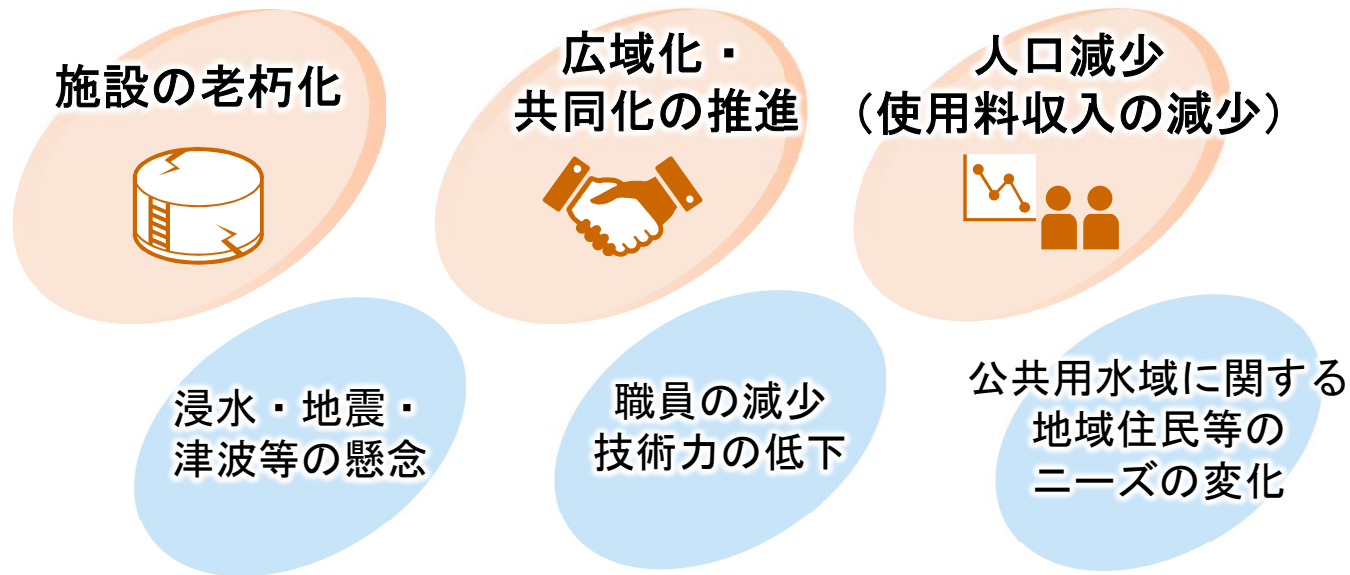 施設の老朽化
広域化・
共同化の推進
人口減少
（使用料収入の減少）
浸水・地震・
津波等の懸念
職員の減少
技術力の低下
公共用水域に関する
地域住民等の
ニーズの変化